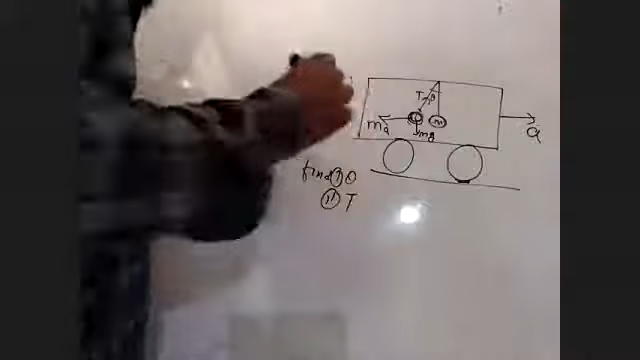 T θ
m
ma
mg
a
find (i) θ
(ii) T